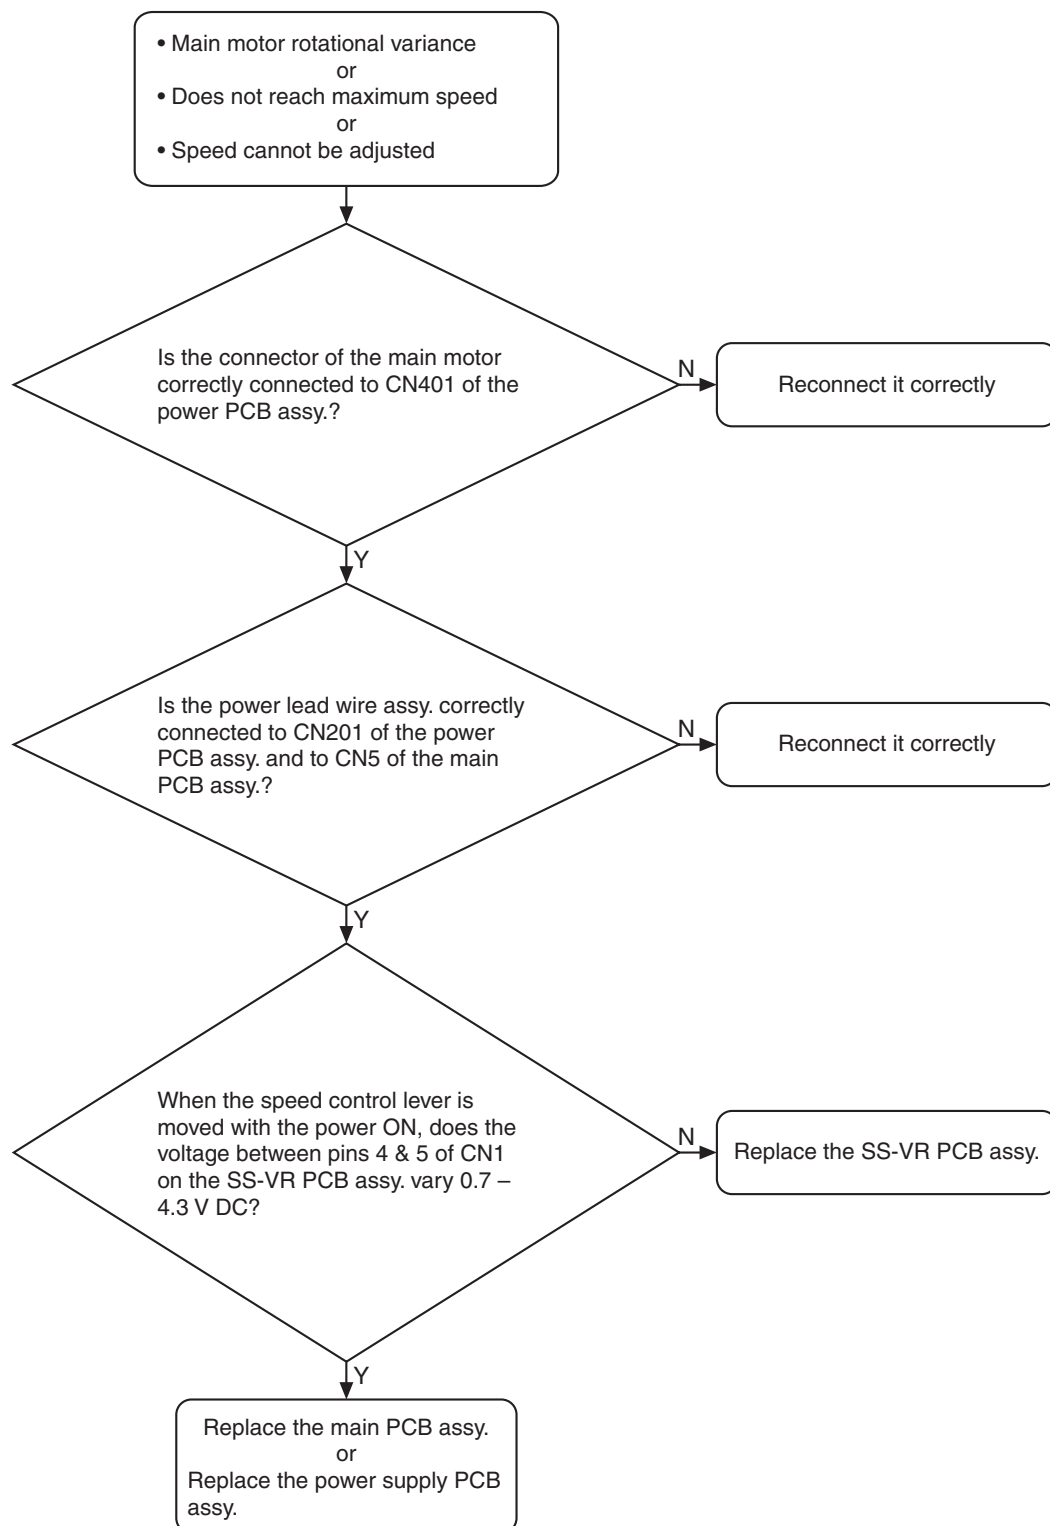 • Main motor rotational variance
or
• Does not reach maximum speed
or
• Speed cannot be adjusted
Is the connector of the main motor
correctly connected to CN401 of the
power PCB assy.?
N
Reconnect it correctly
Y
Is the power lead wire assy. correctly
connected to CN201 of the power
PCB assy. and to CN5 of the main
PCB assy.?
N
Reconnect it correctly
Y
When the speed control lever is
moved with the power ON, does the
voltage between pins 4 & 5 of CN1
on the SS-VR PCB assy. vary 0.7 –
4.3 V DC?
N
Replace the SS-VR PCB assy.
Y
Replace the main PCB assy.
or
Replace the power supply PCB
assy.